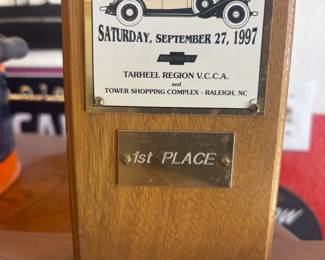 SATURDAY, SEPTEMBER 27, 1997
TARHEEL REGION V.C.C.A.
and
TOWER SHOPPING COMPLEX - RALEIGH, NC
1st PLACE